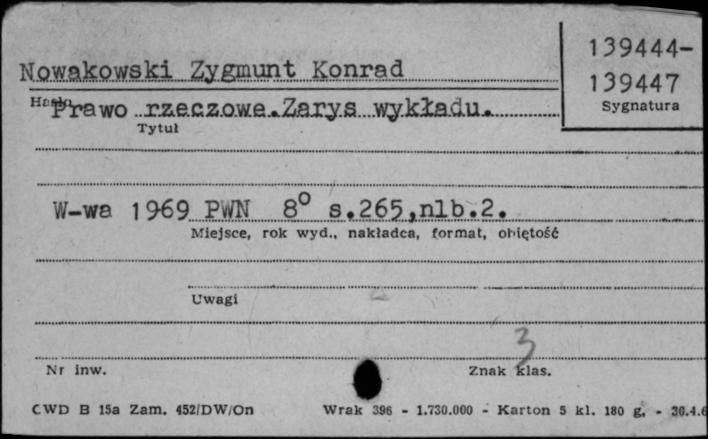 139444-
Nowakowski Zygmunt Konrad
139447
Hasło
Sygnatura
Prawo rzeczowe.Zarys wykładu.
Tytuł
W-wa 1969 PWN 8° s.265,nlb.2.
Miejsce, rok wyd., nakładca, format, objętość
Uwagi
3
Nr inw.
Znak klas.
CWD B 15a Zam. 452/DW/On Wrak 396 - 1.730.000 - Karton 5 kl. 180 g. - 30.4.6